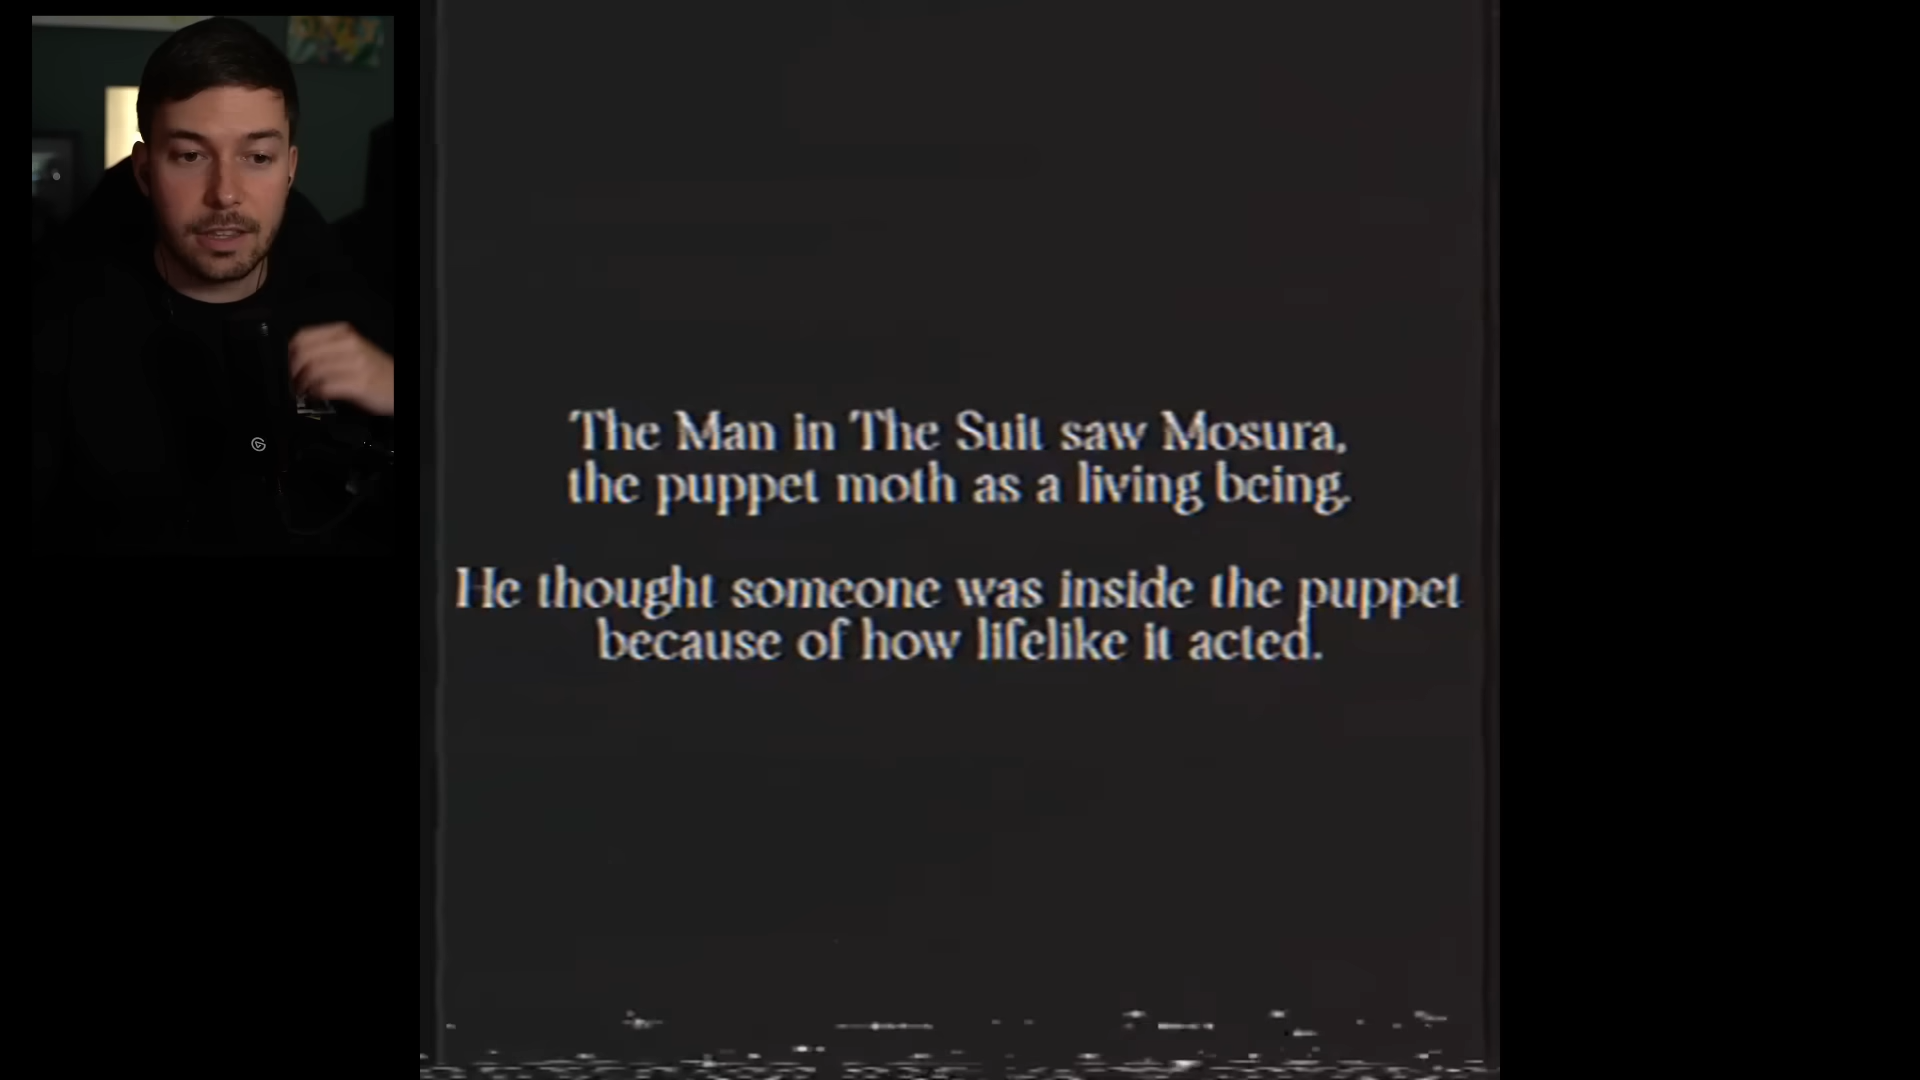 The Man in The Suit saw Mosura,
the puppet moth as a living being.
He thought someone was inside the puppet
because of how lifelike it acted.